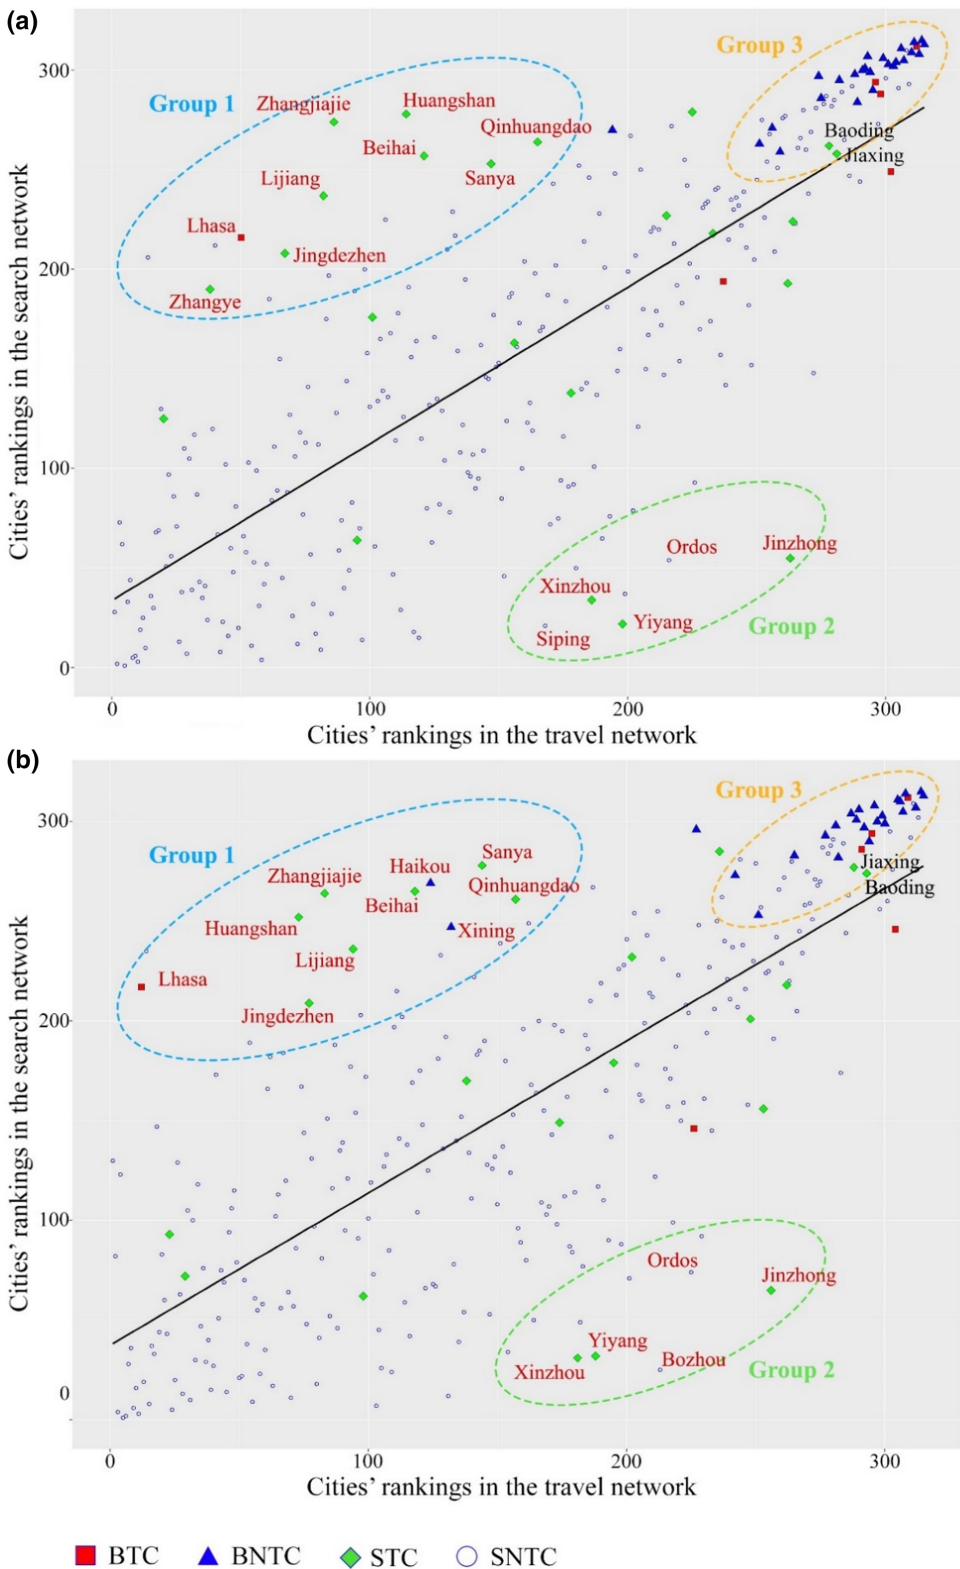 (a)
Group 3
Group 1
Zhangjiajie
Huangshan
Qinhuangdao
Beihai
Baoding
Jiaxing
Lijiang
Sanya
Lhasa
Jingdezhen
Zhangye
Ordos
Jinzhong
Xinzhou
Yiyang
Siping
Group 2
300
200
100
0
Cities' rankings in the search network
0
100
200
300
Cities' rankings in the travel network
(b)
Group 3
Group 1
Sanya
Haikou
Zhangjiajie
Qinhuangdao
Beihai
Jiaxing
Baoding
Huangshan
Xining
Lijiang
Lhasa
Jingdezhen
Ordos
Jinzhong
Yiyang
Bozhou
Xinzhou
Group 2
300
200
100
0
Cities' rankings in the search network
0
100
200
300
Cities' rankings in the travel network
BTC
BNTC
STC
SNTC